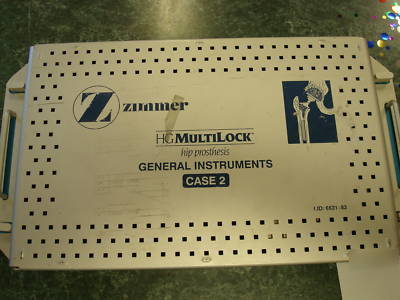 Z zimmer
HG MULTILOCK
hip prosthesis
GENERAL INSTRUMENTS
CASE 2